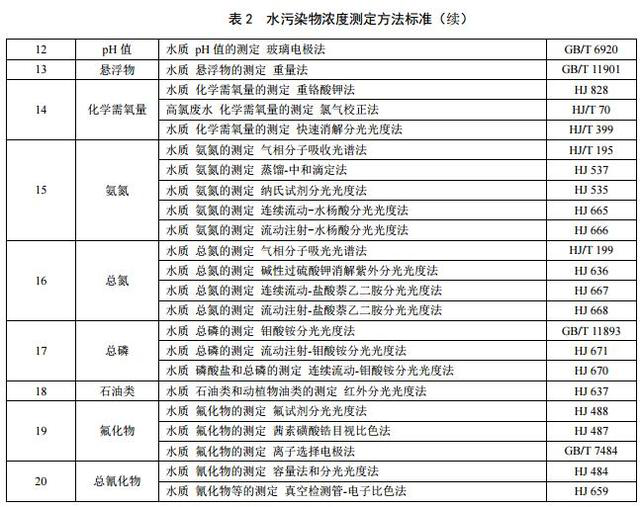 表 2 水污染物浓度测定方法标准（续）
12 pH 值 水质 pH 值的测定 玻璃电极法 GB/T 6920
13 悬浮物 水质 悬浮物的测定 重量法 GB/T 11901
14 化学需氧量 水质 化学需氧量的测定 重铬酸钾法 HJ 828
高氯废水 化学需氧量的测定 氯气校正法 HJ/T 70
水质 化学需氧量的测定 快速消解分光光度法 HJ/T 399
15 氨氮 水质 氨氮的测定 气相分子吸收光谱法 HJ/T 195
水质 氨氮的测定 蒸馏-中和滴定法 HJ 537
水质 氨氮的测定 纳氏试剂分光光度法 HJ 535
水质 氨氮的测定 连续流动-水杨酸分光光度法 HJ 665
水质 氨氮的测定 流动注射-水杨酸分光光度法 HJ 666
16 总氮 水质 总氮的测定 气相分子吸光光谱法 HJ/T 199
水质 总氮的测定 碱性过硫酸钾消解紫外分光光度法 HJ 636
水质 总氮的测定 连续流动-盐酸萘乙二胺分光光度法 HJ 667
水质 总氮的测定 流动注射-盐酸萘乙二胺分光光度法 HJ 668
17 总磷 水质 总磷的测定 钼酸铵分光光度法 GB/T 11893
水质 总磷的测定 流动注射-钼酸铵分光光度法 HJ 671
水质 磷酸盐和总磷的测定 连续流动-钼酸铵分光光度法 HJ 670
18 石油类 水质 石油类和动植物油类的测定 红外分光光度法 HJ 637
19 氟化物 水质 氟化物的测定 氟试剂分光光度法 HJ 488
水质 氟化物的测定 茜素磺酸锆目视比色法 HJ 487
水质 氟化物的测定 离子选择电极法 GB/T 7484
20 总氰化物 水质 氰化物的测定 容量法和分光光度法 HJ 484
水质 氰化物等的测定 真空检测管-电子比色法 HJ 659